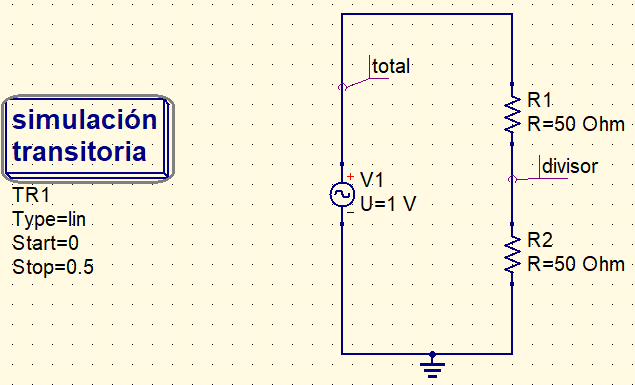 simulación
transitoria
TR1
Type=lin
Start=0
Stop=0.5
total
V1
U=1 V
R1
R=50 Ohm
divisor
R2
R=50 Ohm